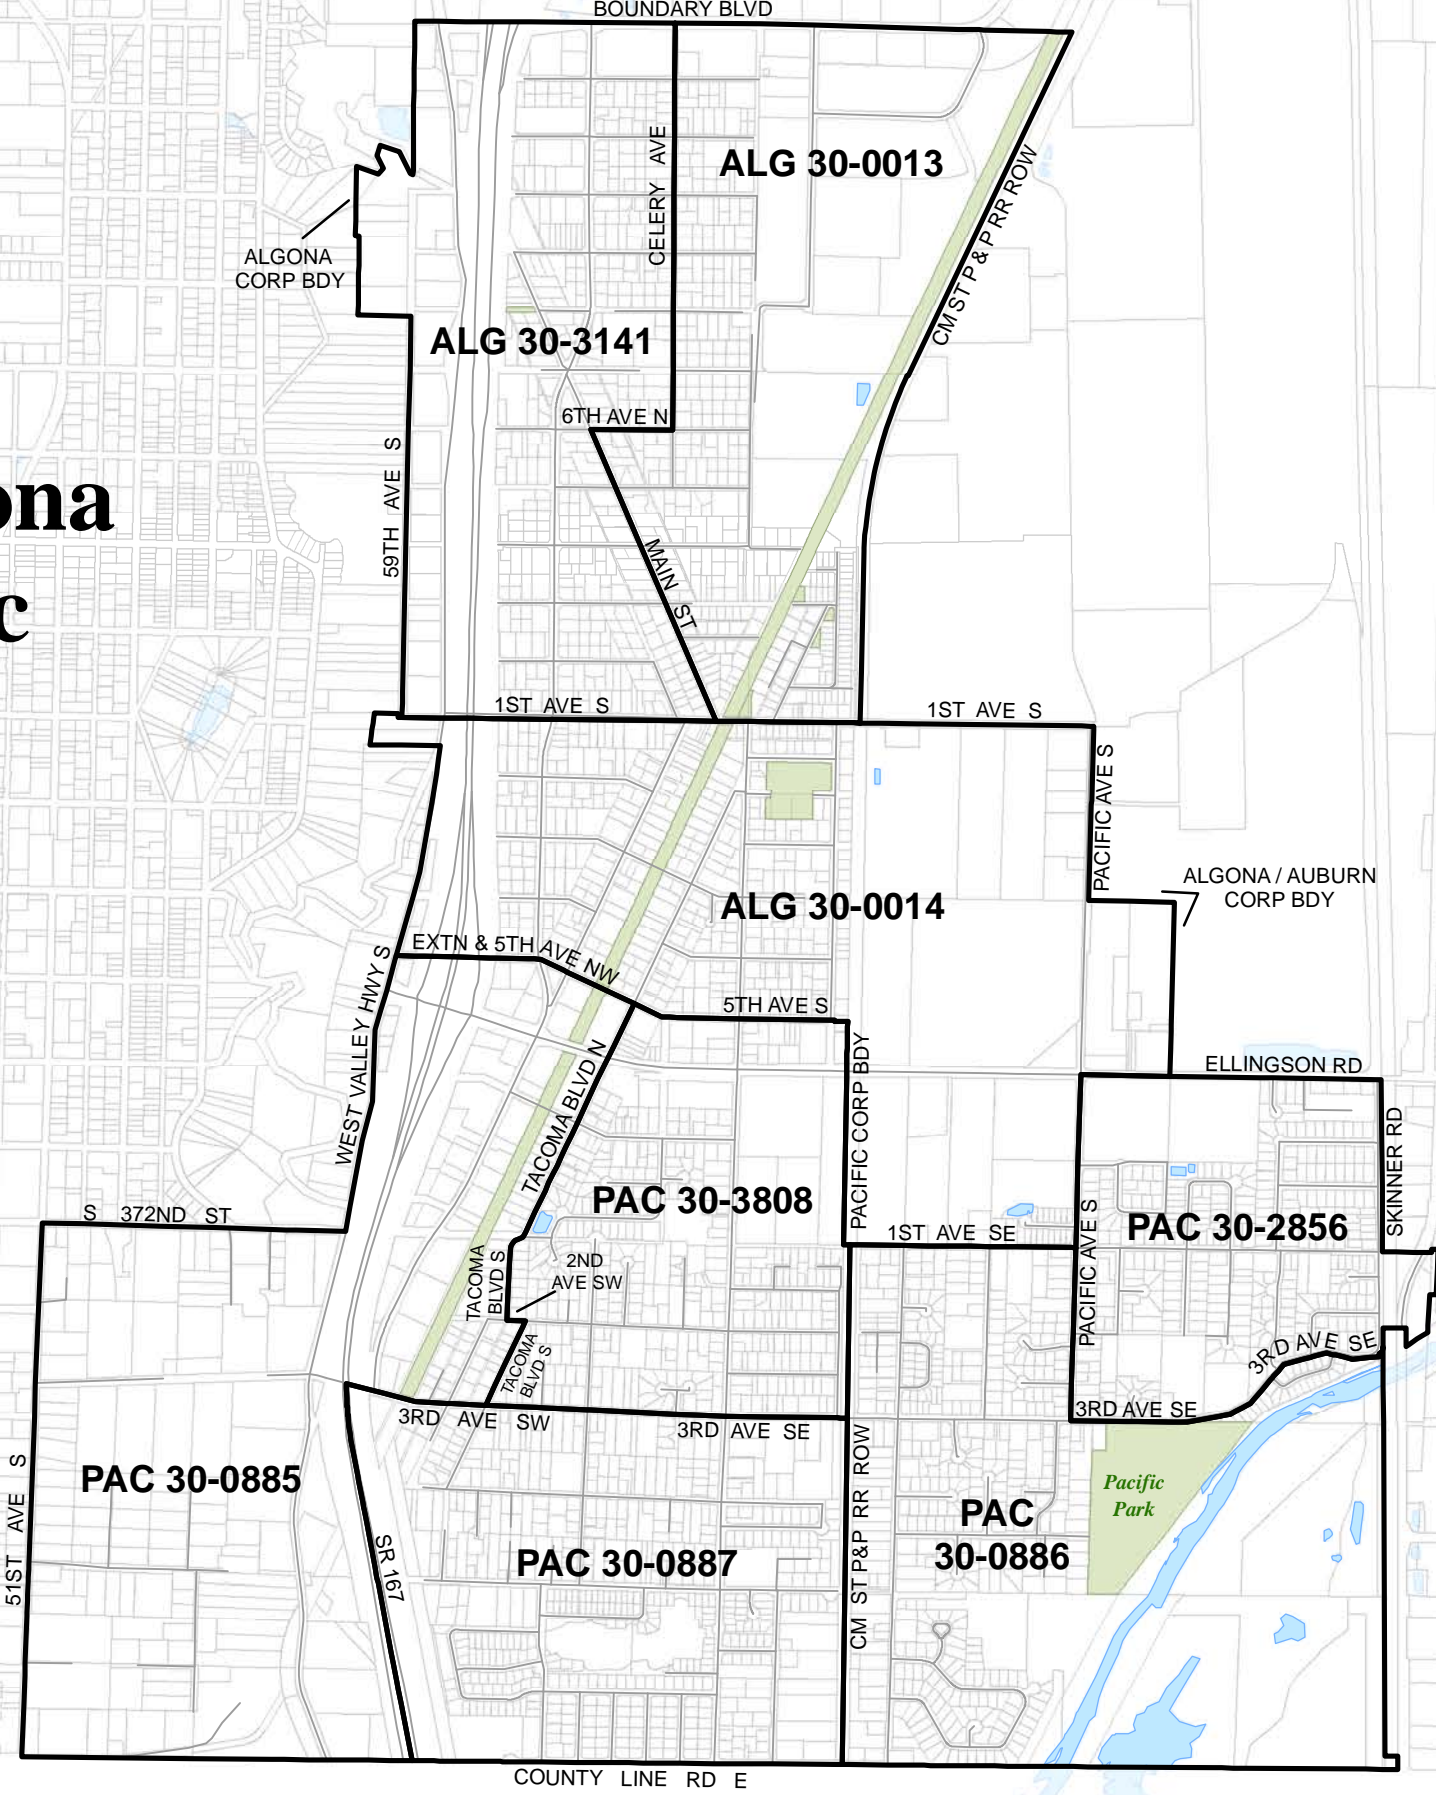 BOUNDARY BLVD
CELERY AVE
ALG 30-0013
CM ST P & P RR ROW
ALGONA
CORP BDY
ALG 30-3141
6TH AVE N
59TH AVE S
ona
c
MAIN ST
1ST AVE S
1ST AVE S
PACIFIC AVE S
ALGONA / AUBURN
CORP BDY
ALG 30-0014
EXTN & 5TH AVE NW
WEST VALLEY HWY S
5TH AVE S
PACIFIC CORP BDY
ELLINGSON RD
TACOMA BLVD N
SKINNER RD
PAC 30-3808
S 372ND ST
1ST AVE SE
PACIFIC AVE S
PAC 30-2856
TACOMA
BLVD S
2ND
AVE SW
TACOMA
BLVD S
3RD AVE SE
3RD AVE SW
3RD AVE SE
3RD AVE SE
51ST AVE S
PAC 30-0885
SR 167
PAC 30-0887
CM ST P&P RR ROW
PAC
30-0886
Pacific
Park
COUNTY LINE RD E